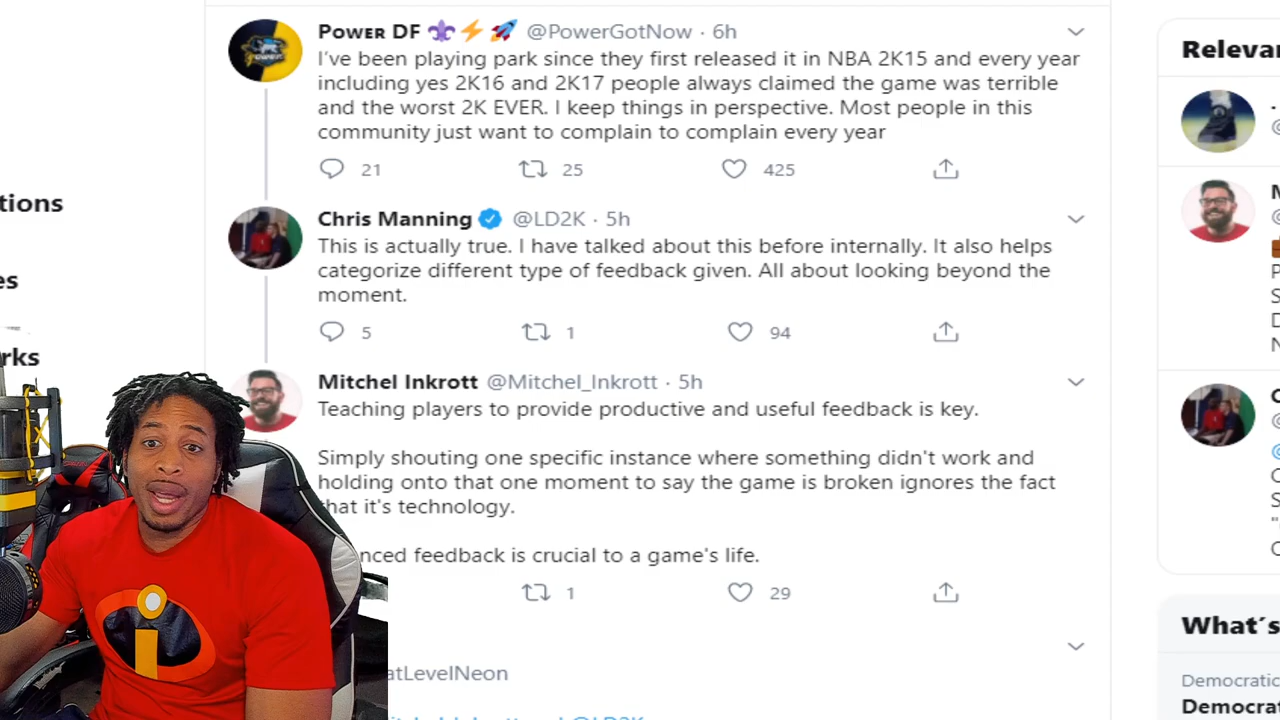 Power DF @PowerGotNow · 6h
I've been playing park since they first released it in NBA 2K15 and every year
including yes 2K16 and 2K17 people always claimed the game was terrible
and the worst 2K EVER. I keep things in perspective. Most people in this
community just want to complain to complain every year
21 25 425
Chris Manning @LD2K · 5h
This is actually true. I have talked about this before internally. It also helps
categorize different type of feedback given. All about looking beyond the
moment.
5 1 94
Mitchel Inkrott @Mitchel_Inkrott · 5h
Teaching players to provide productive and useful feedback is key.
Simply shouting one specific instance where something didn't work and
holding onto that one moment to say the game is broken ignores the fact
that it's technology.
nced feedback is crucial to a game's life.
1 29
atLevelNeon
tions
es
rks
Relevan
What's
Democratic
Democra